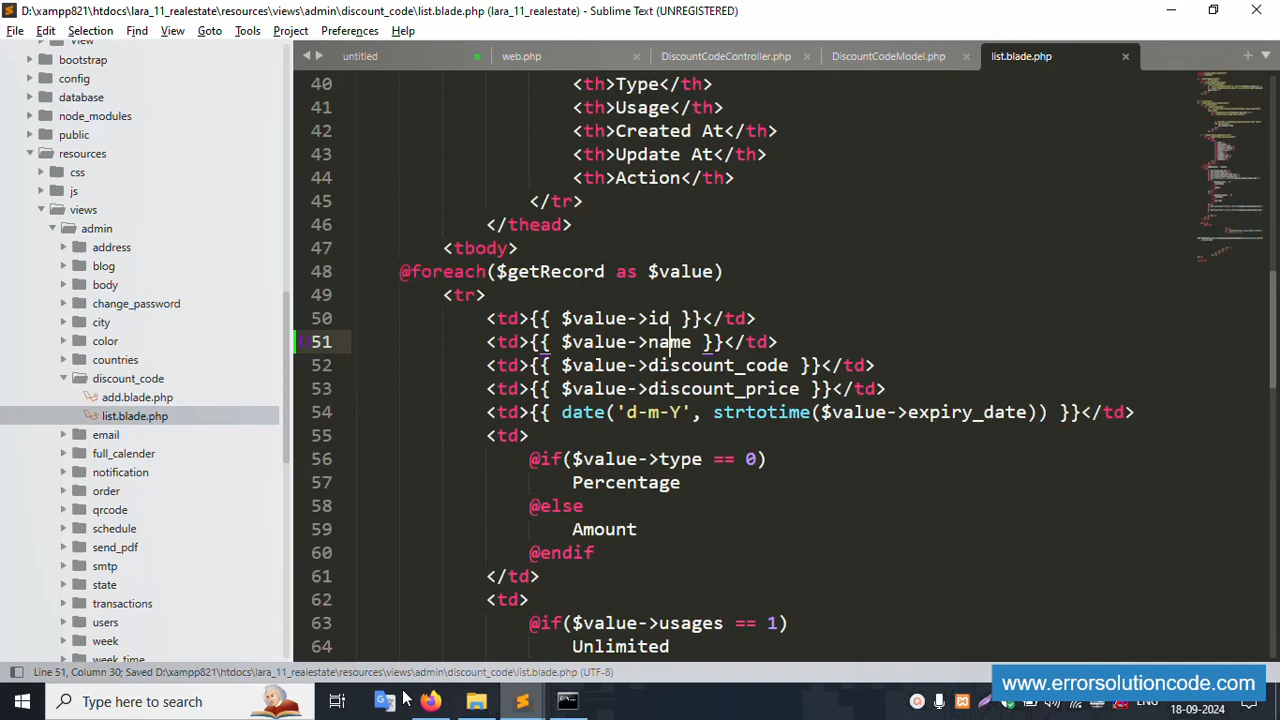 D:\xampp821\htdocs\lara_11_realestate\resources\views\admin\discount_code\list.blade.php (lara_11_realestate) - Sublime Text (UNREGISTERED)
File Edit Selection Find View Goto Tools Project Preferences Help
untitled web.php DiscountCodeController.php DiscountCodeModel.php list.blade.php
view
bootstrap
config
database
node_modules
public
resources
css
js
views
admin
address
blog
body
change_password
city
color
countries
discount_code
add.blade.php
list.blade.php
email
full_calender
notification
order
qrcode
schedule
send_pdf
smtp
state
transactions
users
week
week_time
40 <th>Type</th>
41 <th>Usage</th>
42 <th>Created At</th>
43 <th>Update At</th>
44 <th>Action</th>
45 </tr>
46 </thead>
47 <tbody>
48 @foreach($getRecord as $value)
49 <tr>
50 <td>{{ $value->id }}</td>
51 <td>{{ $value->name }}</td>
52 <td>{{ $value->discount_code }}</td>
53 <td>{{ $value->discount_price }}</td>
54 <td>{{ date('d-m-Y', strtotime($value->expiry_date)) }}</td>
55 <td>
56 @if($value->type == 0)
57 Percentage
58 @else
59 Amount
60 @endif
61 </td>
62 <td>
63 @if($value->usages == 1)
64 Unlimited
Line 51, Column 30; Saved D:\xampp821\htdocs\lara_11_realestate\resources\views\admin\discount_code\list.blade.php (UTF-8)
www.errorsolutioncode.com
Type here to search
18-09-2024